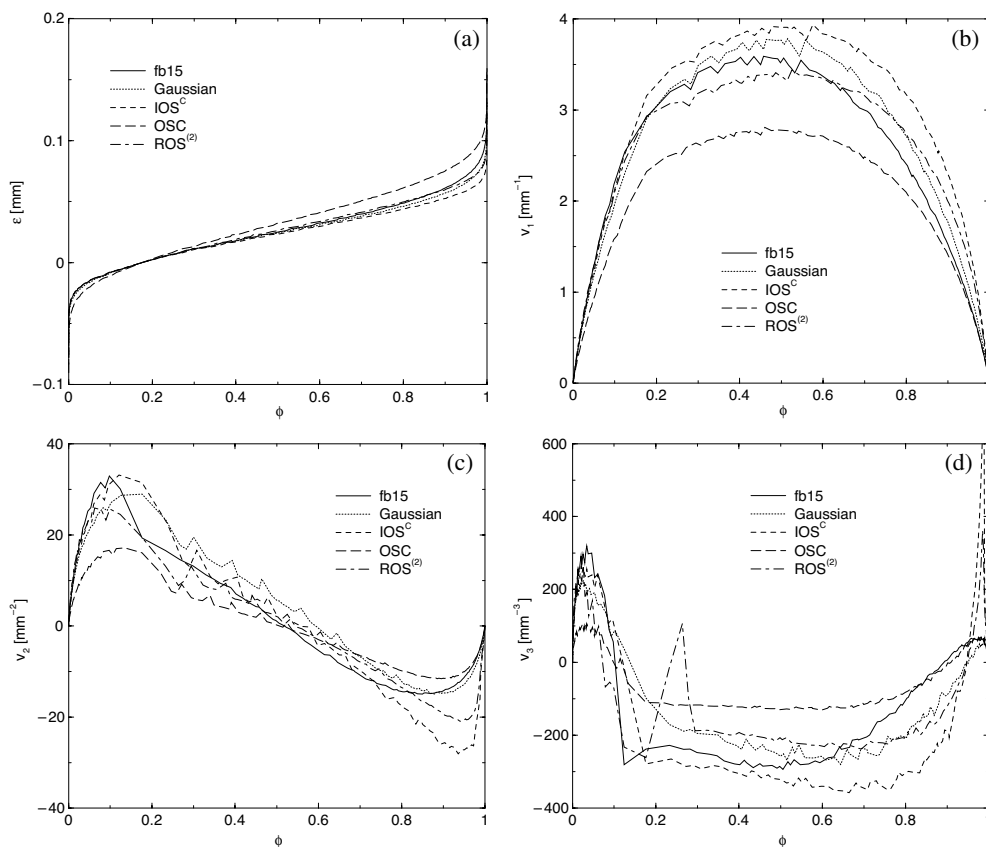 (a)
fb15
Gaussian
IOS^C
OSC
ROS^(2)
0.1
0
−0.1
ε [mm]
0 0.2 0.4 0.6 0.8 1
ϕ
(b)
4
3
2
1
0
v_1 [mm^−1]
fb15
Gaussian
IOS^C
OSC
ROS^(2)
0 0.2 0.4 0.6 0.8
ϕ
(c)
40
20
0
−20
−40
v_2 [mm^−2]
fb15
Gaussian
IOS^C
OSC
ROS^(2)
0 0.2 0.4 0.6 0.8 1
ϕ
(d)
600
400
200
0
−200
−400
v_3 [mm^−3]
fb15
Gaussian
IOS^C
OSC
ROS^(2)
0 0.2 0.4 0.6 0.8
ϕ